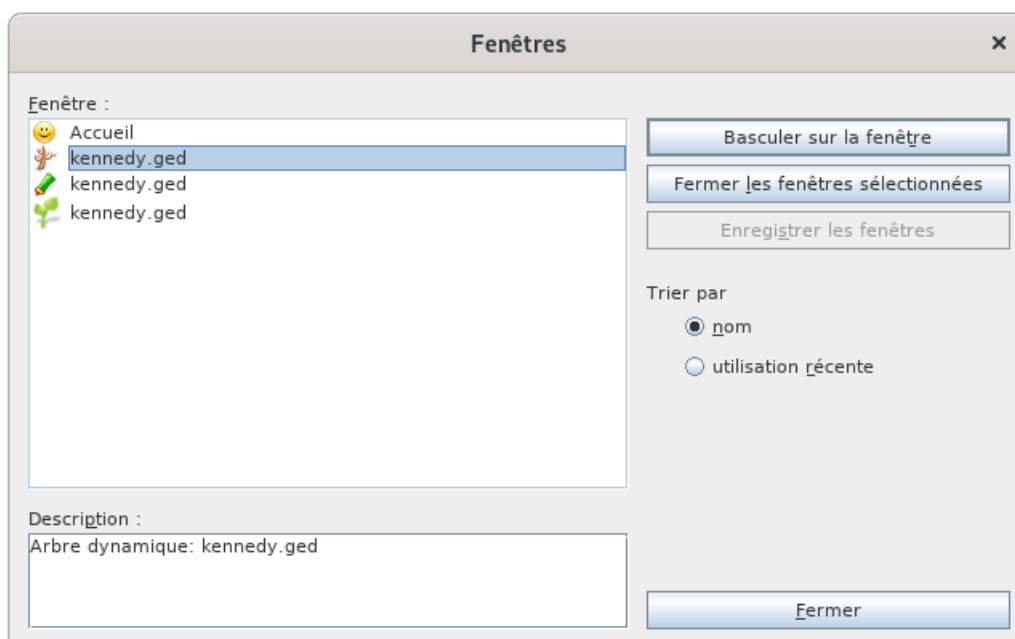 Fenêtres
Fenêtre :
Accueil
kennedy.ged
kennedy.ged
kennedy.ged
Basculer sur la fenêtre
Fermer les fenêtres sélectionnées
Enregistrer les fenêtres
Trier par
nom
utilisation récente
Description :
Arbre dynamique: kennedy.ged
Fermer